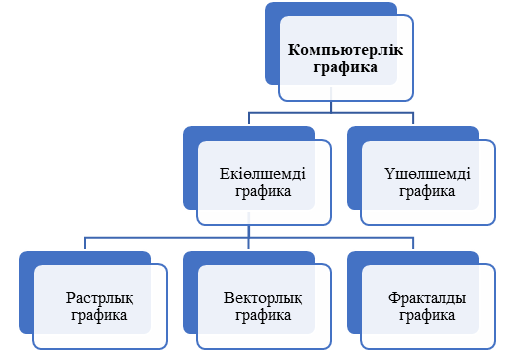 Компьютерлік
графика
Екіөлшемді
графика
Үшөлшемді
графика
Растрлық
графика
Векторлық
графика
Фракталды
графика